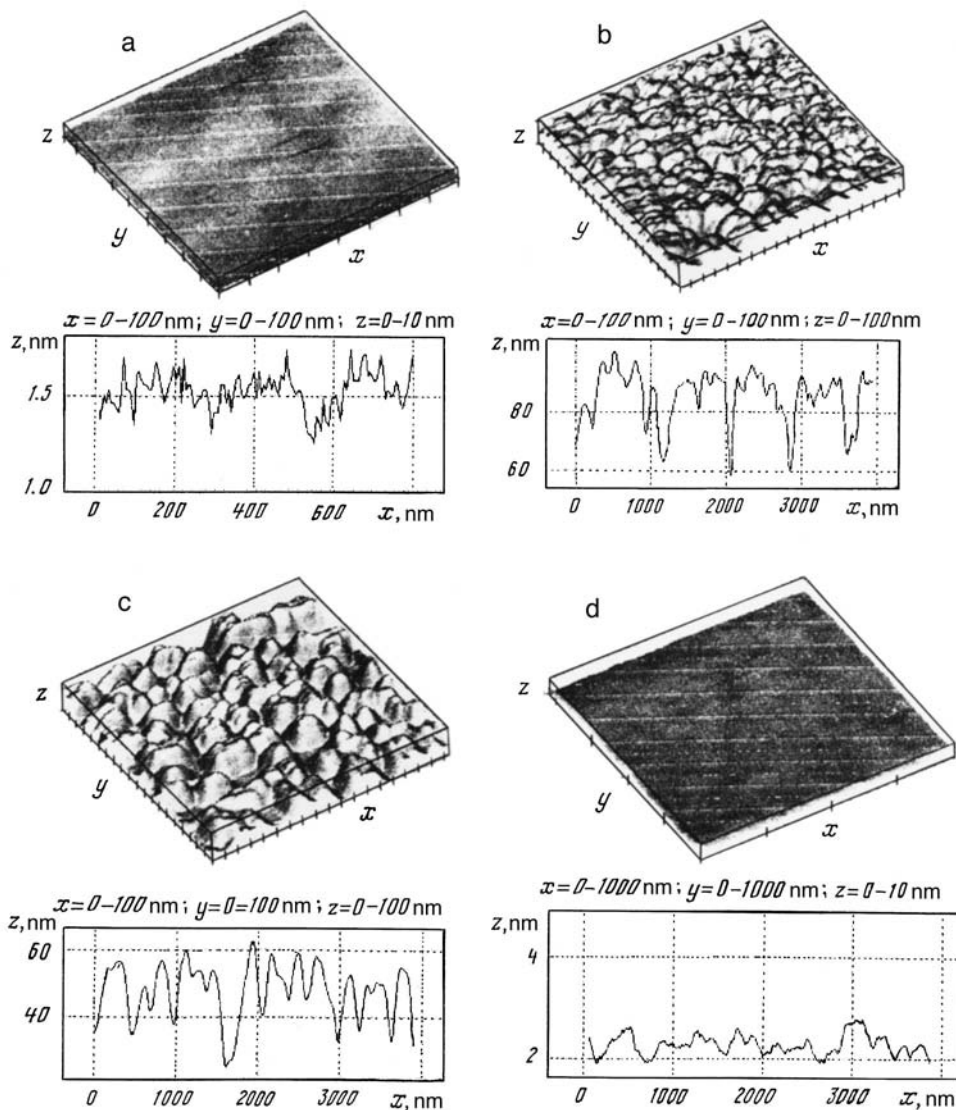 a
z
y
x
x=0–100 nm; y=0–100 nm; z=0–10 nm
z, nm
1.5
1.0
0 200 400 600 x, nm
b
z
y
x
x=0–100 nm; y=0–100 nm; z=0–100 nm
z, nm
80
60
0 1000 2000 3000 x, nm
c
z
y
x
x=0–100 nm; y=0=100 nm; z=0–100 nm
z, nm
60
40
0 1000 2000 3000 x, nm
d
z
y
x
x=0–1000 nm; y=0–1000 nm; z=0–10 nm
z, nm
4
2
0 1000 2000 3000 x, nm